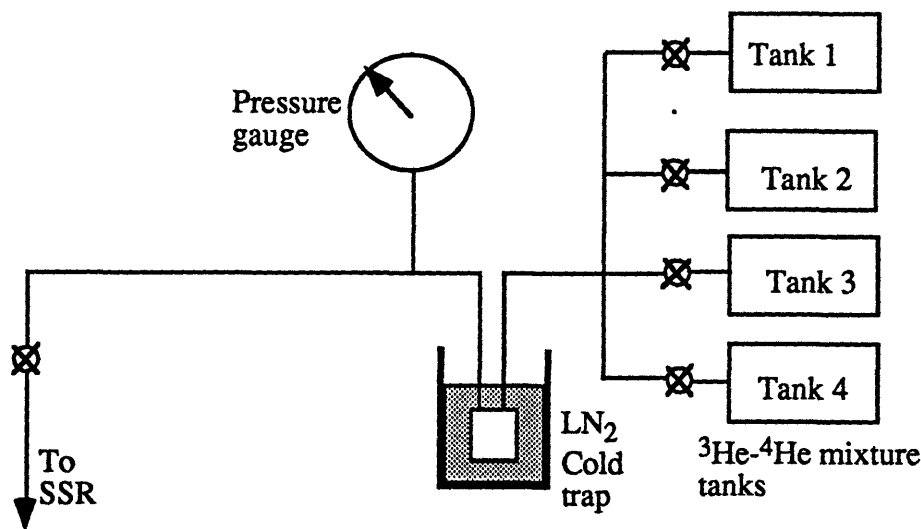 Tank 1
Pressure
gauge
Tank 2
Tank 3
Tank 4
LN₂
Cold
trap
³He-⁴He mixture
tanks
To
SSR